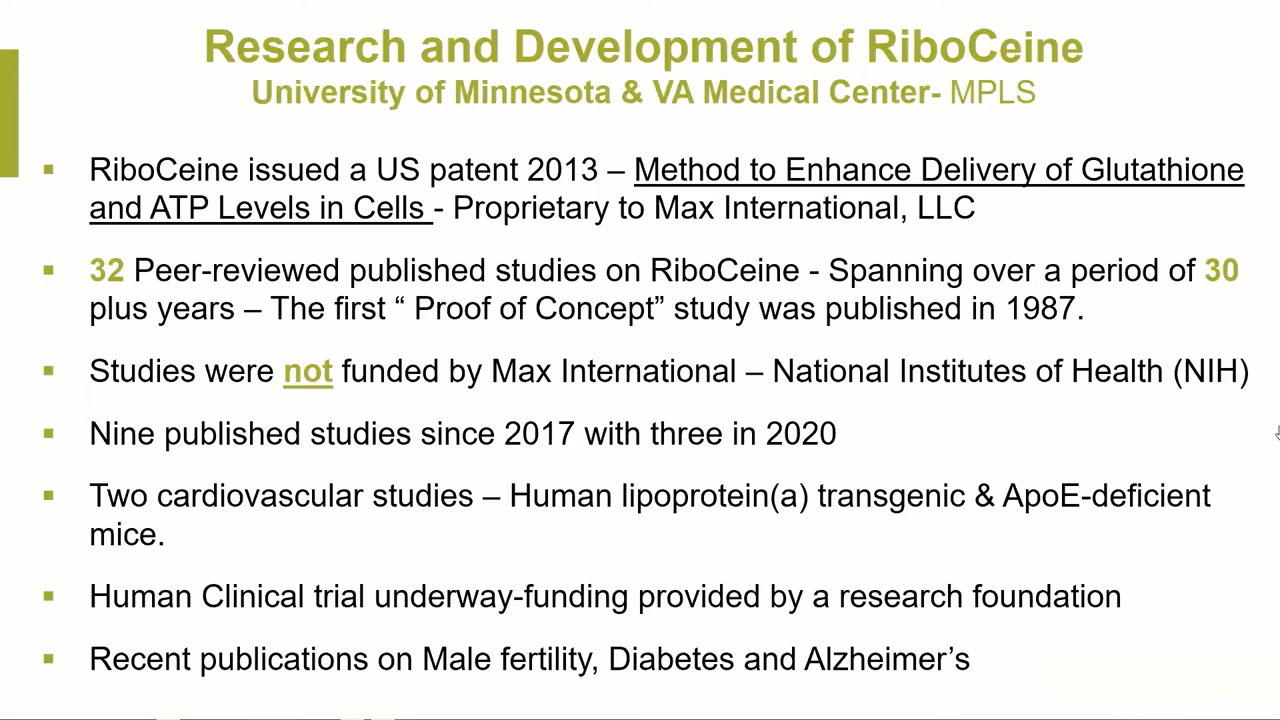 Research and Development of RiboCeine
University of Minnesota & VA Medical Center- MPLS
▪ RiboCeine issued a US patent 2013 – Method to Enhance Delivery of Glutathione
and ATP Levels in Cells - Proprietary to Max International, LLC
▪ 32 Peer-reviewed published studies on RiboCeine - Spanning over a period of 30
plus years – The first “ Proof of Concept” study was published in 1987.
▪ Studies were not funded by Max International – National Institutes of Health (NIH)
▪ Nine published studies since 2017 with three in 2020
▪ Two cardiovascular studies – Human lipoprotein(a) transgenic & ApoE-deficient
mice.
▪ Human Clinical trial underway-funding provided by a research foundation
▪ Recent publications on Male fertility, Diabetes and Alzheimer’s